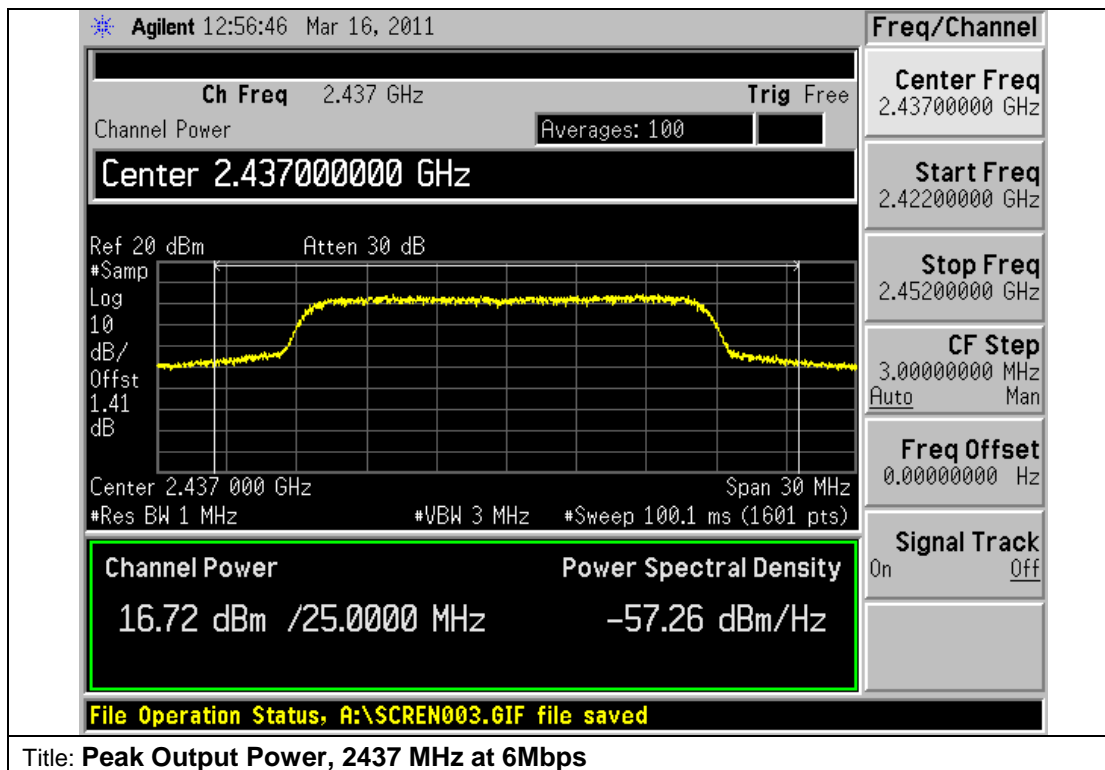 Agilent 12:56:46 Mar 16, 2011
Freq/Channel
Ch Freq 2.437 GHz Trig Free
Channel Power Averages: 100
Center 2.437000000 GHz
Ref 20 dBm Atten 30 dB
#Samp
Log
10
dB/
Offst
1.41
dB
Center 2.437 000 GHz Span 30 MHz
#Res BW 1 MHz #VBW 3 MHz #Sweep 100.1 ms (1601 pts)
Channel Power Power Spectral Density
16.72 dBm /25.0000 MHz -57.26 dBm/Hz
File Operation Status, A:\SCREN003.GIF file saved
Center Freq
2.43700000 GHz
Start Freq
2.42200000 GHz
Stop Freq
2.45200000 GHz
CF Step
3.00000000 MHz
Auto Man
Freq Offset
0.00000000 Hz
Signal Track
On Off
Title: Peak Output Power, 2437 MHz at 6Mbps